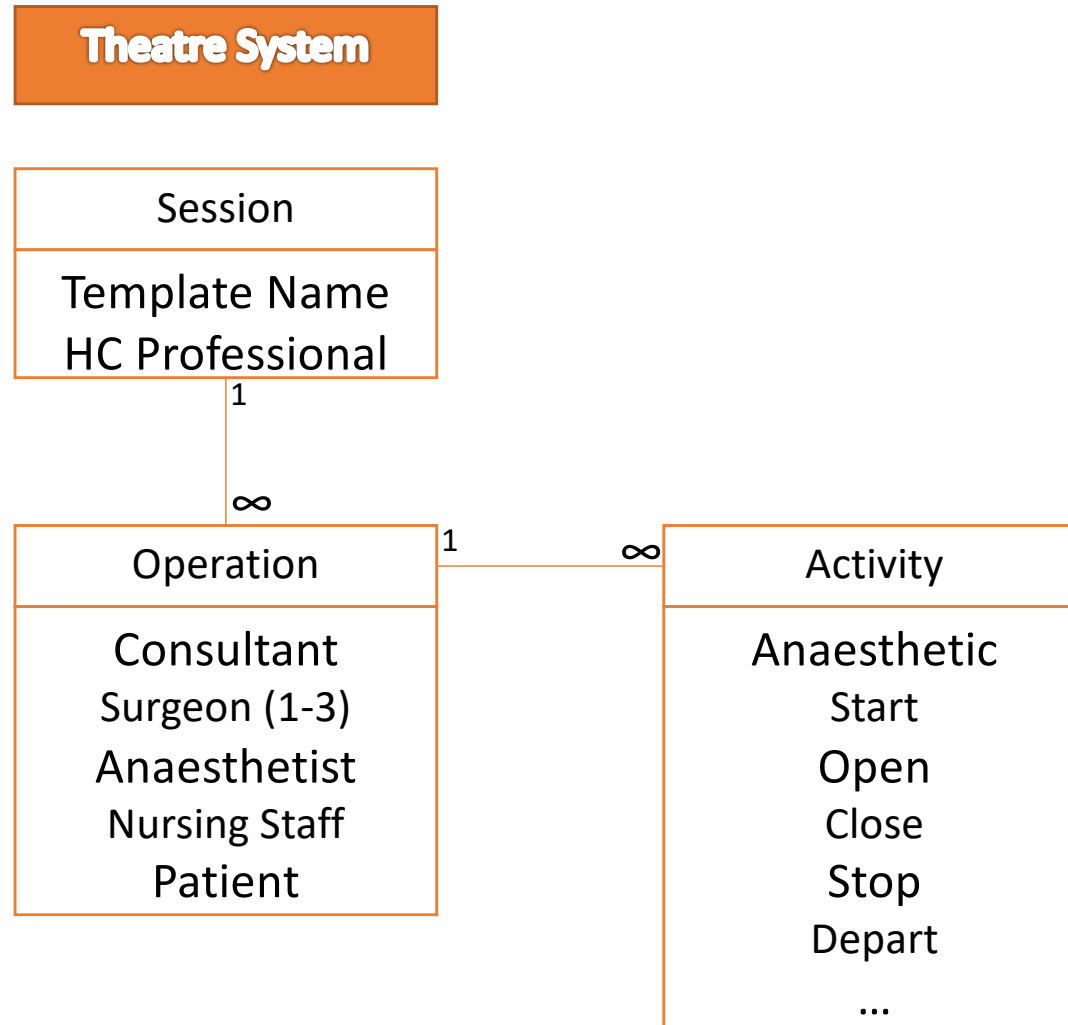 Theatre System
Session
Template Name
HC Professional
1
∞
Operation
1
∞
Activity
Consultant
Surgeon (1-3)
Anaesthetist
Nursing Staff
Patient
Anaesthetic
Start
Open
Close
Stop
Depart
...